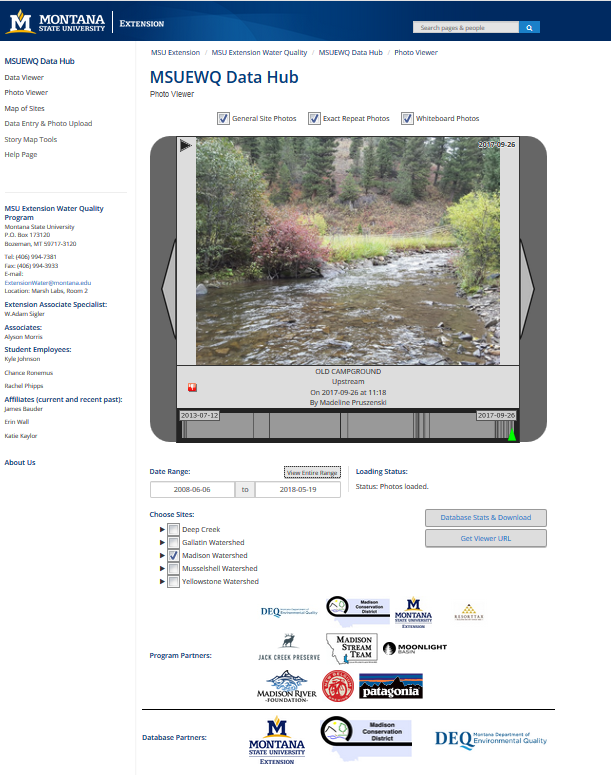 MONTANA
STATE UNIVERSITY
EXTENSION
Search pages & people
MSU Extension / MSU Extension Water Quality / MSUEWQ Data Hub / Photo Viewer
MSUEWQ Data Hub
Data Viewer
Photo Viewer
Map of Sites
Data Entry & Photo Upload
Story Map Tools
Help Page
MSU Extension Water Quality
Program
Montana State University
P.O. Box 173120
Bozeman, MT 59717-3120
Tel: (406) 994-7381
Fax: (406) 994-3933
E-mail:
ExtensionWater@montana.edu
Location: Marsh Labs, Room 2
Extension Associate Specialist:
W.Adam Sigler
Associates:
Alyson Morris
Student Employees:
Kyle Johnson
Chance Ronemus
Rachel Phipps
Affiliates (current and recent past):
James Bauder
Erin Wall
Katie Kaylor
About Us
MSUEWQ Data Hub
Photo Viewer
General Site Photos
Exact Repeat Photos
Whiteboard Photos
2017-09-26
OLD CAMPGROUND
Upstream
On 2017-09-26 at 11:18
By Madeline Pruszenski
2013-07-12
2017-09-26
Date Range:
View Entire Range
2008-06-06
to
2018-05-19
Loading Status:
Status: Photos loaded.
Choose Sites:
Deep Creek
Gallatin Watershed
Madison Watershed
Musselshell Watershed
Yellowstone Watershed
Database Stats & Download
Get Viewer URL
Program Partners:
DEQ Montana Department of
Environmental Quality
Madison
Conservation
District
MONTANA
STATE UNIVERSITY
EXTENSION
JACK CREEK PRESERVE
MADISON
STREAM
TEAM
MOONLIGHT
BASIN
MADISON RIVER
-FOUNDATION-
patagonia
Database Partners:
MONTANA
STATE UNIVERSITY
EXTENSION
Madison
Conservation
District
DEQ Montana Department of
Environmental Quality